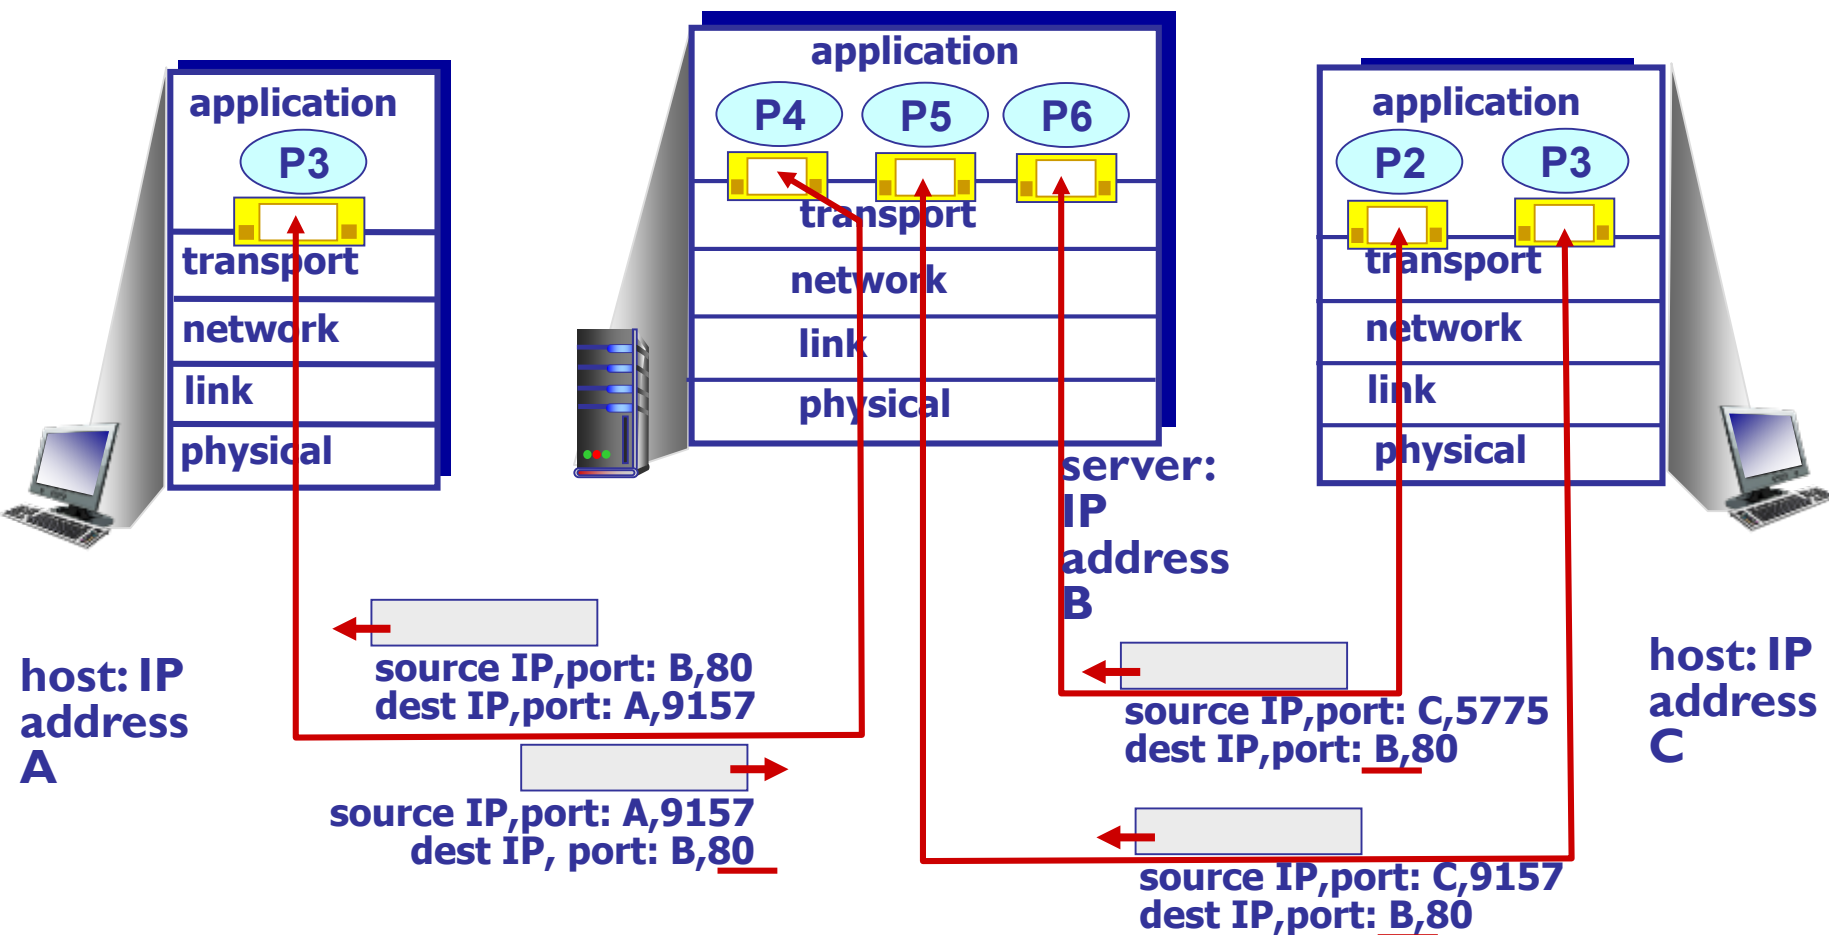 application
P3
transport
network
link
physical
host: IP
address
A
application
P4 P5 P6
transport
network
link
physical
server:
IP
address
B
application
P2 P3
transport
network
link
physical
host: IP
address
C
source IP,port: B,80
dest IP,port: A,9157
source IP,port: A,9157
dest IP, port: B,80
source IP,port: C,5775
dest IP,port: B,80
source IP,port: C,9157
dest IP,port: B,80